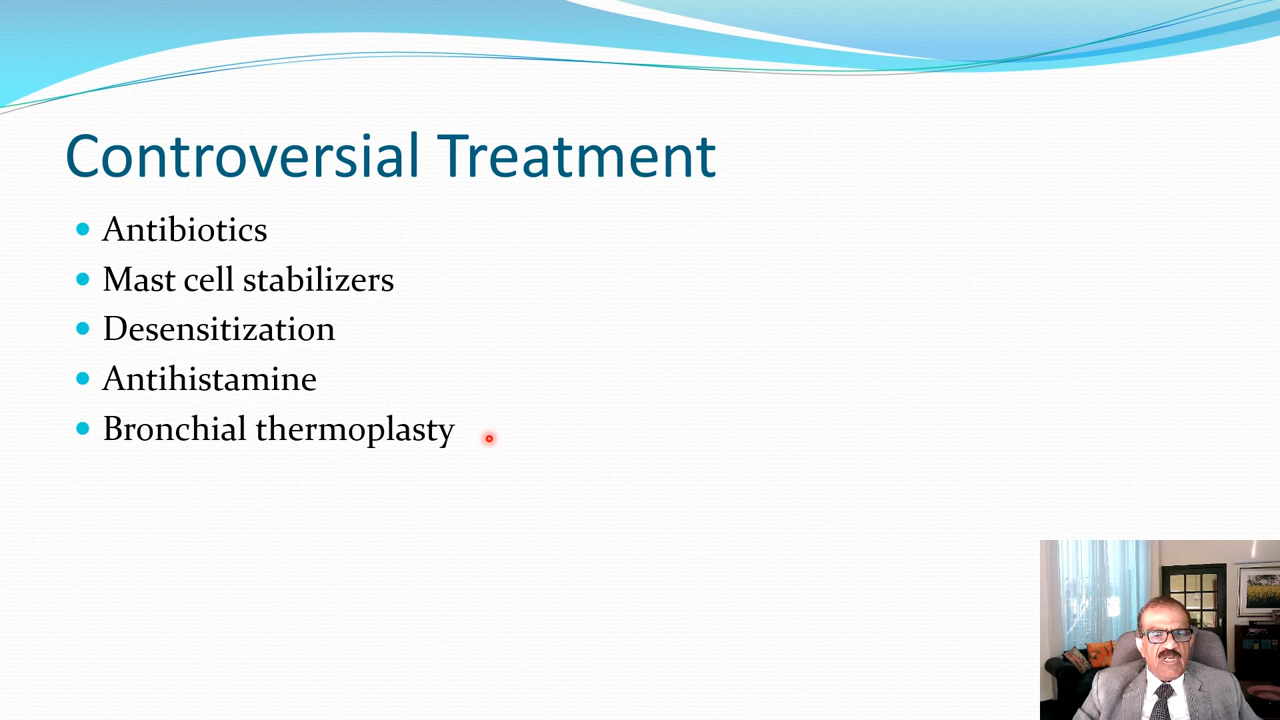 Controversial Treatment
Antibiotics
Mast cell stabilizers
Desensitization
Antihistamine
Bronchial thermoplasty